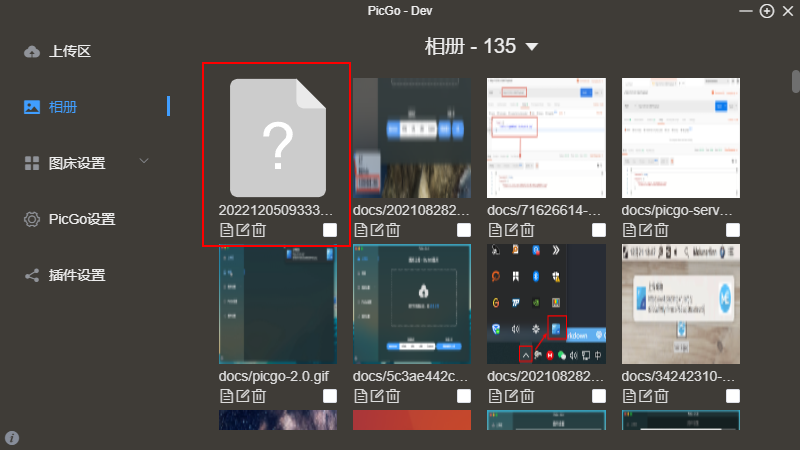 PicGo - Dev
上传区
相册
图床设置
PicGo设置
插件设置
相册 - 135
?
2022120509333...
docs/202108282...
docs/71626614-...
docs/picgo-serv...
docs/picgo-2.0.gif
docs/5c3ae442c...
docs/202108282...
docs/34242310-...